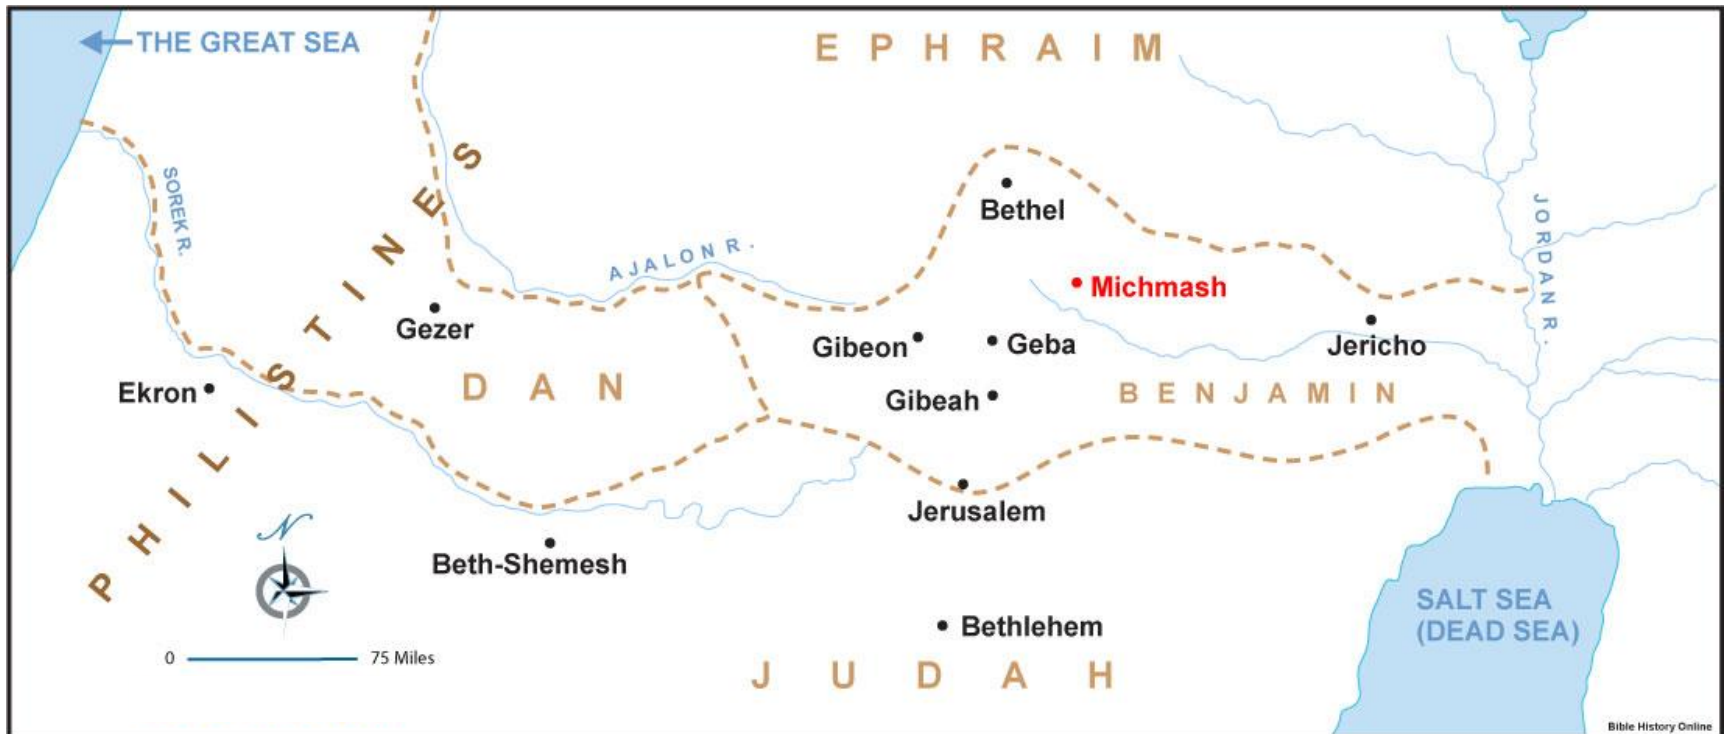 THE GREAT SEA
EPHRAIM
SOREK R.
PHILISTINES
AJALON R.
JORDAN R.
Bethel
Michmash
Gezer
Gibeon
Geba
Jericho
Ekron
DAN
Gibeah
BENJAMIN
Jerusalem
N
Beth-Shemesh
SALT SEA
(DEAD SEA)
Bethlehem
0 75 Miles
JUDAH
Bible History Online